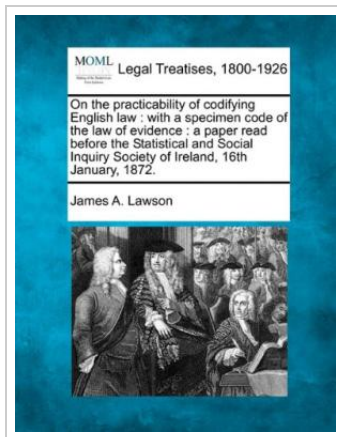 MOML
Legal Treatises, 1800-1926
On the practicability of codifying
English law : with a specimen code of
the law of evidence : a paper read
before the Statistical and Social
Inquiry Society of Ireland, 16th
January, 1872.
James A. Lawson